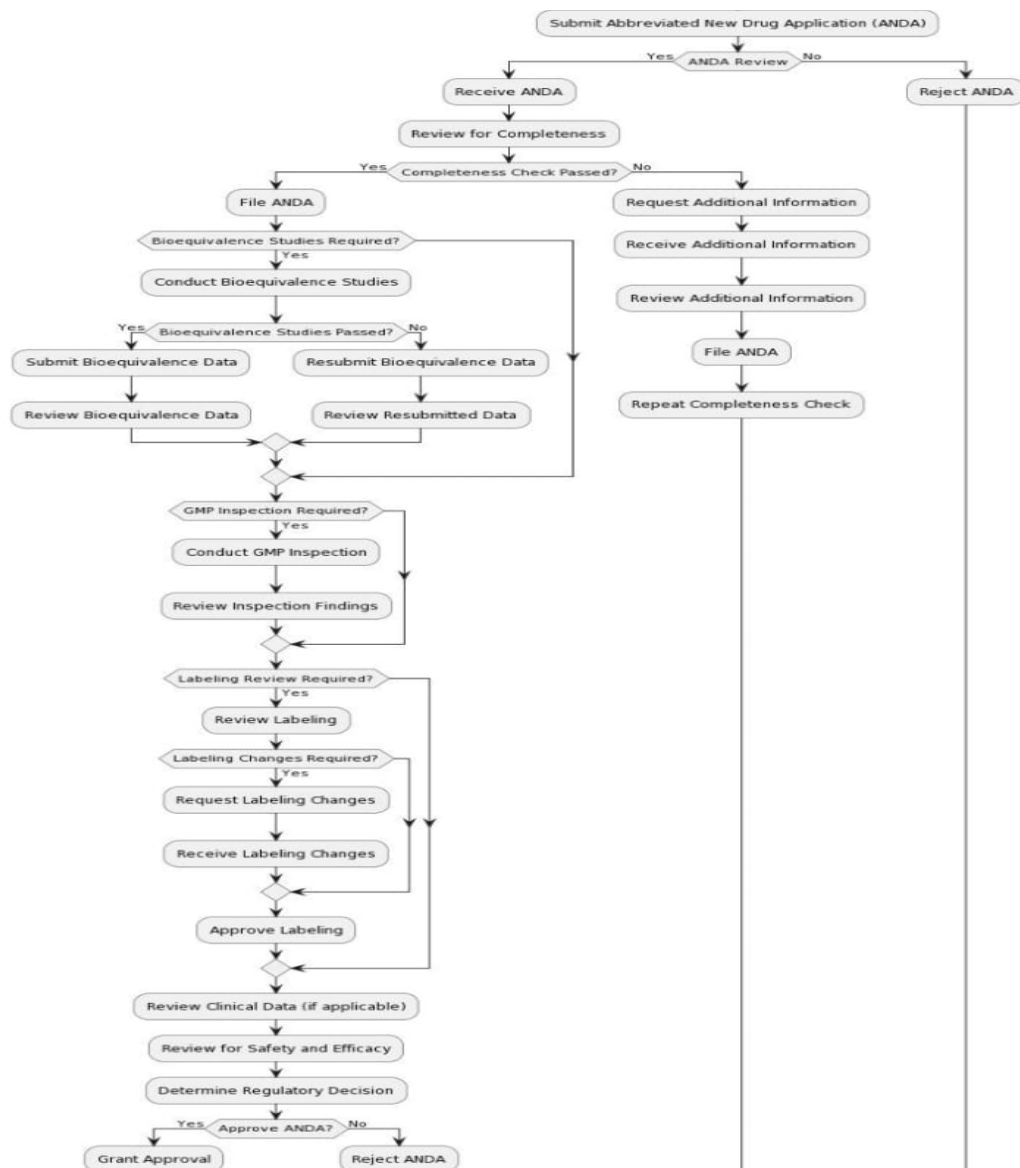 Submit Abbreviated New Drug Application (ANDA)
Yes
ANDA Review
No
Receive ANDA
Reject ANDA
Review for Completeness
Yes
Completeness Check Passed?
No
File ANDA
Request Additional Information
Bioequivalence Studies Required?
Receive Additional Information
Yes
Conduct Bioequivalence Studies
Review Additional Information
Yes
Bioequivalence Studies Passed?
No
File ANDA
Submit Bioequivalence Data
Resubmit Bioequivalence Data
Repeat Completeness Check
Review Bioequivalence Data
Review Resubmitted Data
GMP Inspection Required?
Yes
Conduct GMP Inspection
Review Inspection Findings
Labeling Review Required?
Yes
Review Labeling
Labeling Changes Required?
Yes
Request Labeling Changes
Receive Labeling Changes
Approve Labeling
Review Clinical Data (if applicable)
Review for Safety and Efficacy
Determine Regulatory Decision
Yes
Approve ANDA?
No
Grant Approval
Reject ANDA